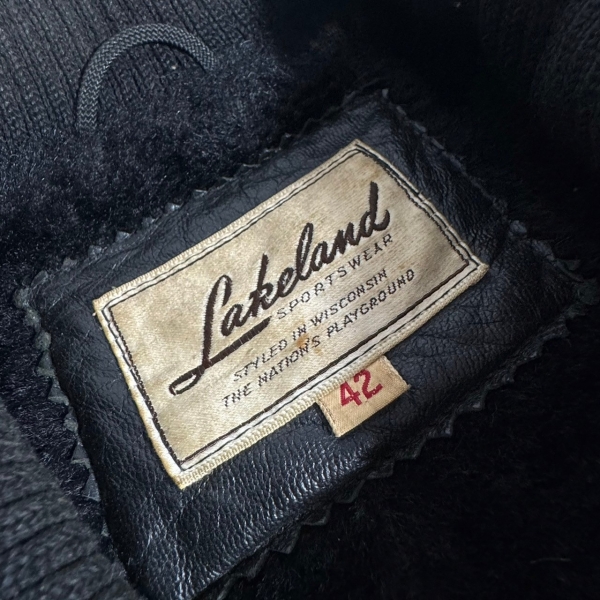 Lakeland
SPORTSWEAR
STYLED IN WISCONSIN
THE NATION'S PLAYGROUND
42